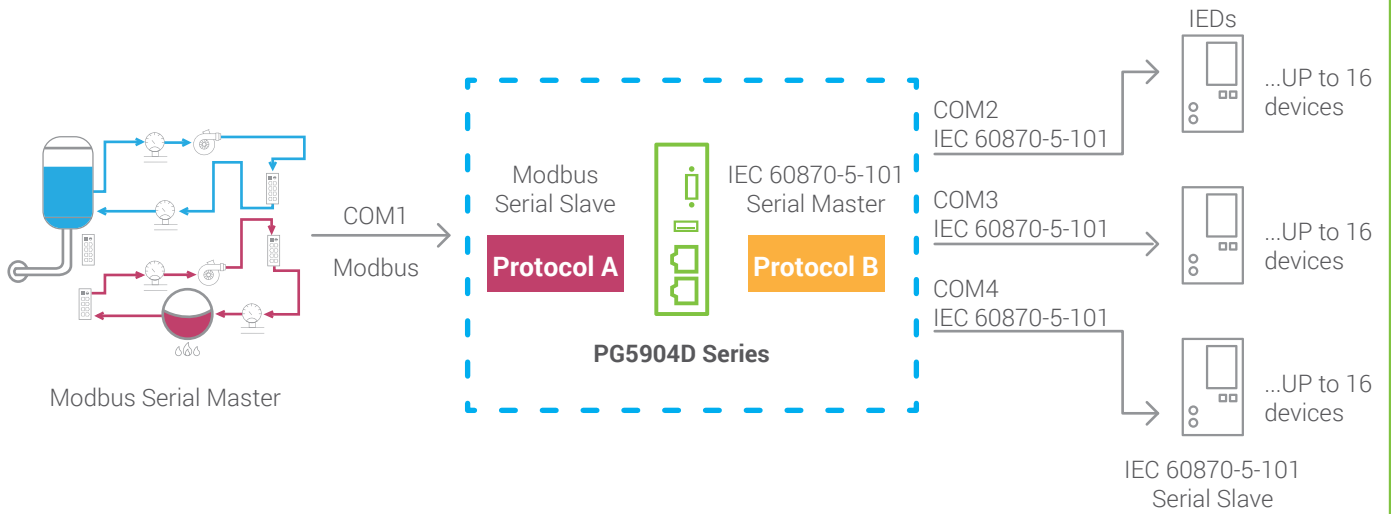 Modbus Serial Master
COM1
Modbus
Modbus
Serial Slave
Protocol A
IEC 60870-5-101
Serial Master
Protocol B
PG5904D Series
COM2
IEC 60870-5-101
COM3
IEC 60870-5-101
COM4
IEC 60870-5-101
IEDs
...UP to 16
devices
...UP to 16
devices
...UP to 16
devices
IEC 60870-5-101
Serial Slave